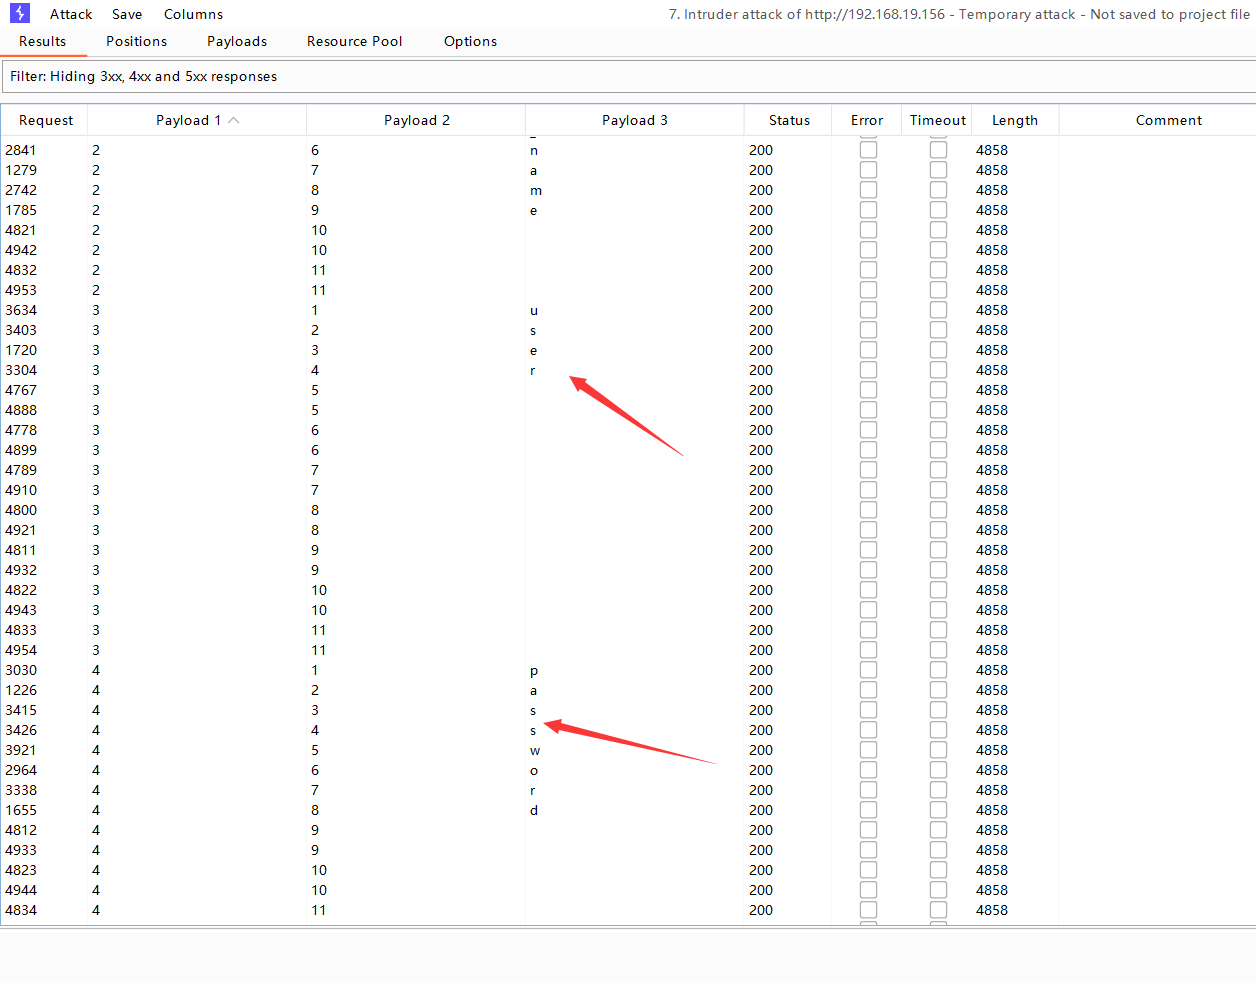 Attack Save Columns 7. Intruder attack of http://192.168.19.156 - Temporary attack - Not saved to project file
Results Positions Payloads Resource Pool Options
Filter: Hiding 3xx, 4xx and 5xx responses
Request Payload 1 Payload 2 Payload 3 Status Error Timeout Length Comment
2841 2 6 n 200 4858
1279 2 7 a 200 4858
2742 2 8 m 200 4858
1785 2 9 e 200 4858
4821 2 10 200 4858
4942 2 10 200 4858
4832 2 11 200 4858
4953 2 11 200 4858
3634 3 1 u 200 4858
3403 3 2 s 200 4858
1720 3 3 e 200 4858
3304 3 4 r 200 4858
4767 3 5 200 4858
4888 3 5 200 4858
4778 3 6 200 4858
4899 3 6 200 4858
4789 3 7 200 4858
4910 3 7 200 4858
4800 3 8 200 4858
4921 3 8 200 4858
4811 3 9 200 4858
4932 3 9 200 4858
4822 3 10 200 4858
4943 3 10 200 4858
4833 3 11 200 4858
4954 3 11 200 4858
3030 4 1 p 200 4858
1226 4 2 a 200 4858
3415 4 3 s 200 4858
3426 4 4 s 200 4858
3921 4 5 w 200 4858
2964 4 6 o 200 4858
3338 4 7 r 200 4858
1655 4 8 d 200 4858
4812 4 9 200 4858
4933 4 9 200 4858
4823 4 10 200 4858
4944 4 10 200 4858
4834 4 11 200 4858